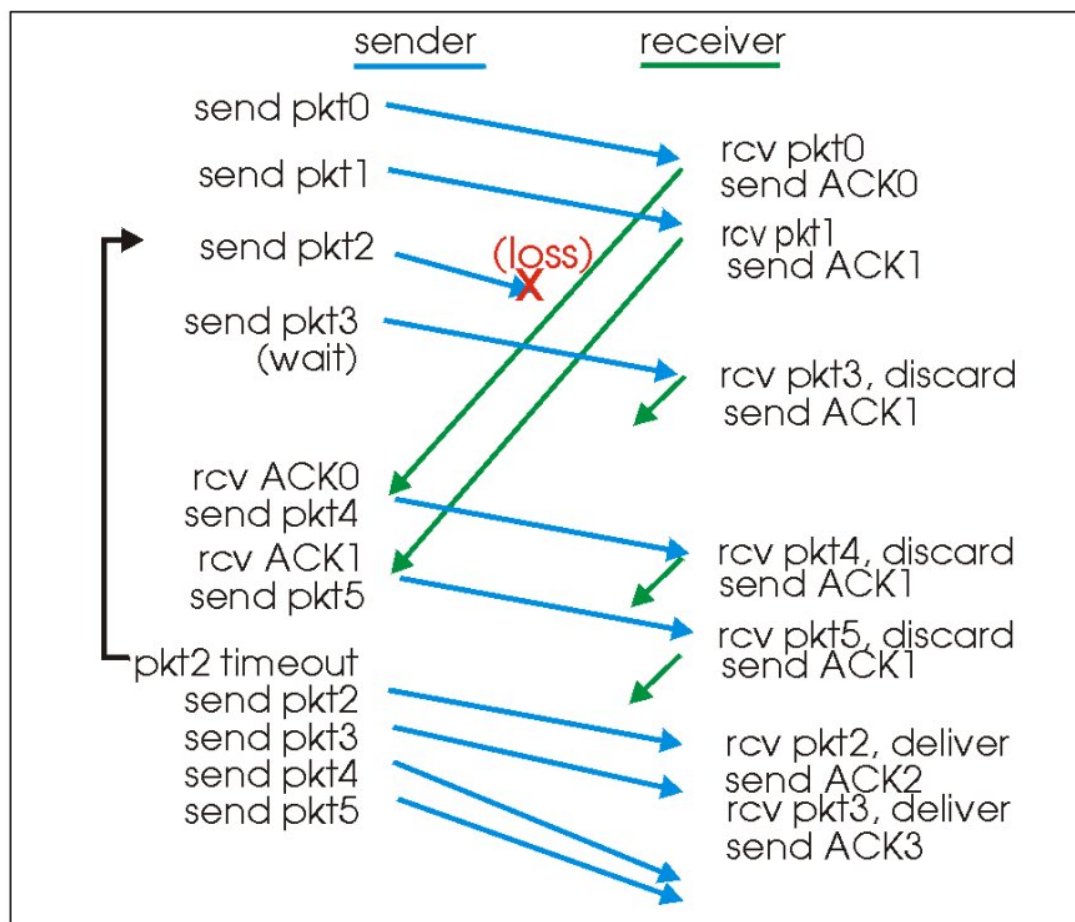 sender
receiver
send pkt0
send pkt1
send pkt2
send pkt3
(wait)
(loss)
X
rcv ACK0
send pkt4
rcv ACK1
send pkt5
pkt2 timeout
send pkt2
send pkt3
send pkt4
send pkt5
rcv pkt0
send ACK0
rcv pkt1
send ACK1
rcv pkt3, discard
send ACK1
rcv pkt4, discard
send ACK1
rcv pkt5, discard
send ACK1
rcv pkt2, deliver
send ACK2
rcv pkt3, deliver
send ACK3